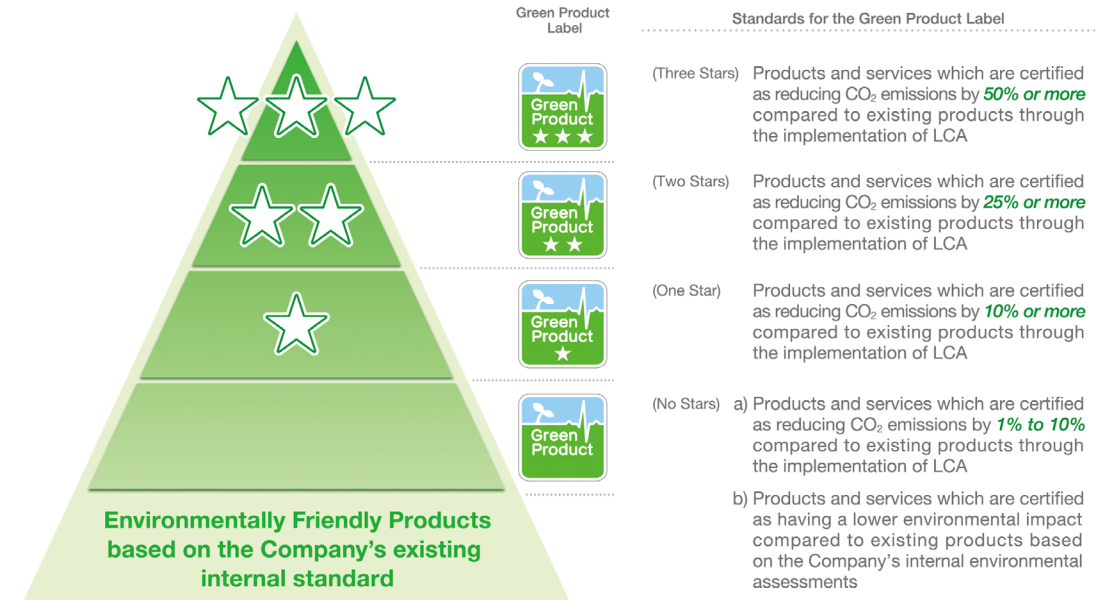 Green Product
Label
Standards for the Green Product Label
Green
Product
(Three Stars) Products and services which are certified
as reducing CO₂ emissions by 50% or more
compared to existing products through
the implementation of LCA
Green
Product
(Two Stars) Products and services which are certified
as reducing CO₂ emissions by 25% or more
compared to existing products through
the implementation of LCA
Green
Product
(One Star) Products and services which are certified
as reducing CO₂ emissions by 10% or more
compared to existing products through
the implementation of LCA
Green
Product
(No Stars) a) Products and services which are certified
as reducing CO₂ emissions by 1% to 10%
compared to existing products through
the implementation of LCA
b) Products and services which are certified
as having a lower environmental impact
compared to existing products based
on the Company’s internal environmental
assessments
Environmentally Friendly Products
based on the Company’s existing
internal standard